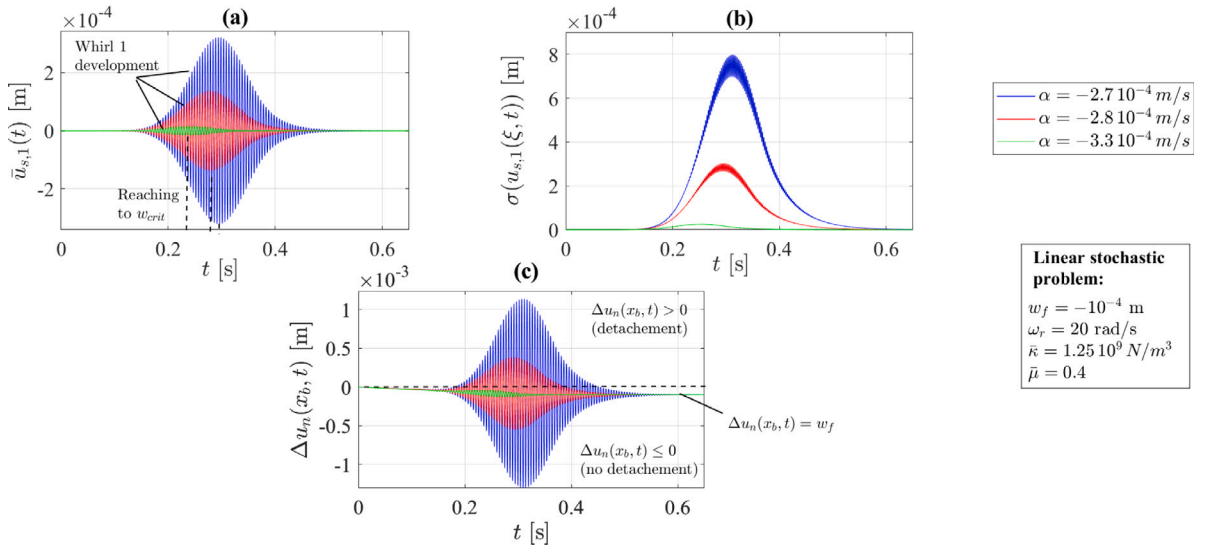 (a)
×10⁻⁴
ū_{s,1}(t) [m]
2
0
-2
Whirl 1
development
Reaching
to w_{crit}
0 0.2 0.4 0.6
t [s]
(b)
×10⁻⁴
σ(u_{s,1}(ξ, t)) [m]
8
6
4
2
0
0 0.2 0.4 0.6
t [s]
α = −2.7 10⁻⁴ m/s
α = −2.8 10⁻⁴ m/s
α = −3.3 10⁻⁴ m/s
(c)
×10⁻³
Δu_n(x_b, t) [m]
1
0.5
0
-0.5
-1
Δu_n(x_b, t) > 0
(detachement)
Δu_n(x_b, t) = w_f
Δu_n(x_b, t) ≤ 0
(no detachement)
0 0.2 0.4 0.6
t [s]
Linear stochastic
problem:
w_f = −10⁻⁴ m
ω_r = 20 rad/s
κ̄ = 1.25 10⁹ N/m³
μ̄ = 0.4